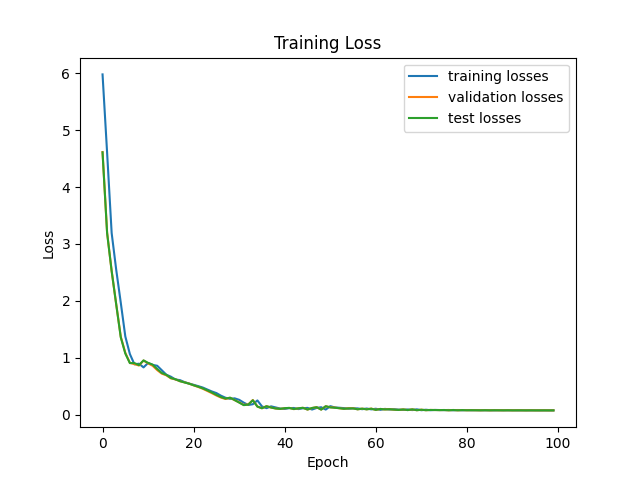 Training Loss
training losses
validation losses
test losses
6
5
4
3
2
1
0
Loss
0 20 40 60 80 100
Epoch